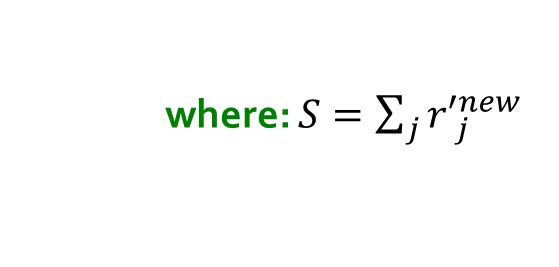 where: S = ∑_j r'_j^{new}